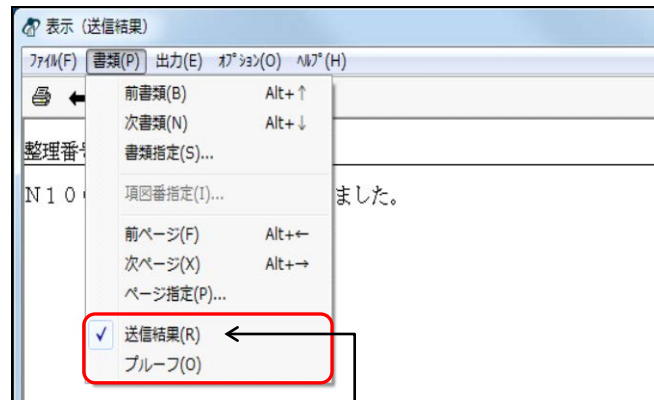 表示（送信結果）
ﾌｧｲﾙ(F) 書類(P) 出力(E) ｵﾌﾟｼｮﾝ(O) ﾍﾙﾌﾟ(H)
前書類(B) Alt+↑
次書類(N) Alt+↓
整理番
書類指定(S)...
N10
項図番指定(I)...
ました。
前ページ(F) Alt+←
次ページ(X) Alt+→
ページ指定(P)...
✓ 送信結果(R)
プルーフ(O)